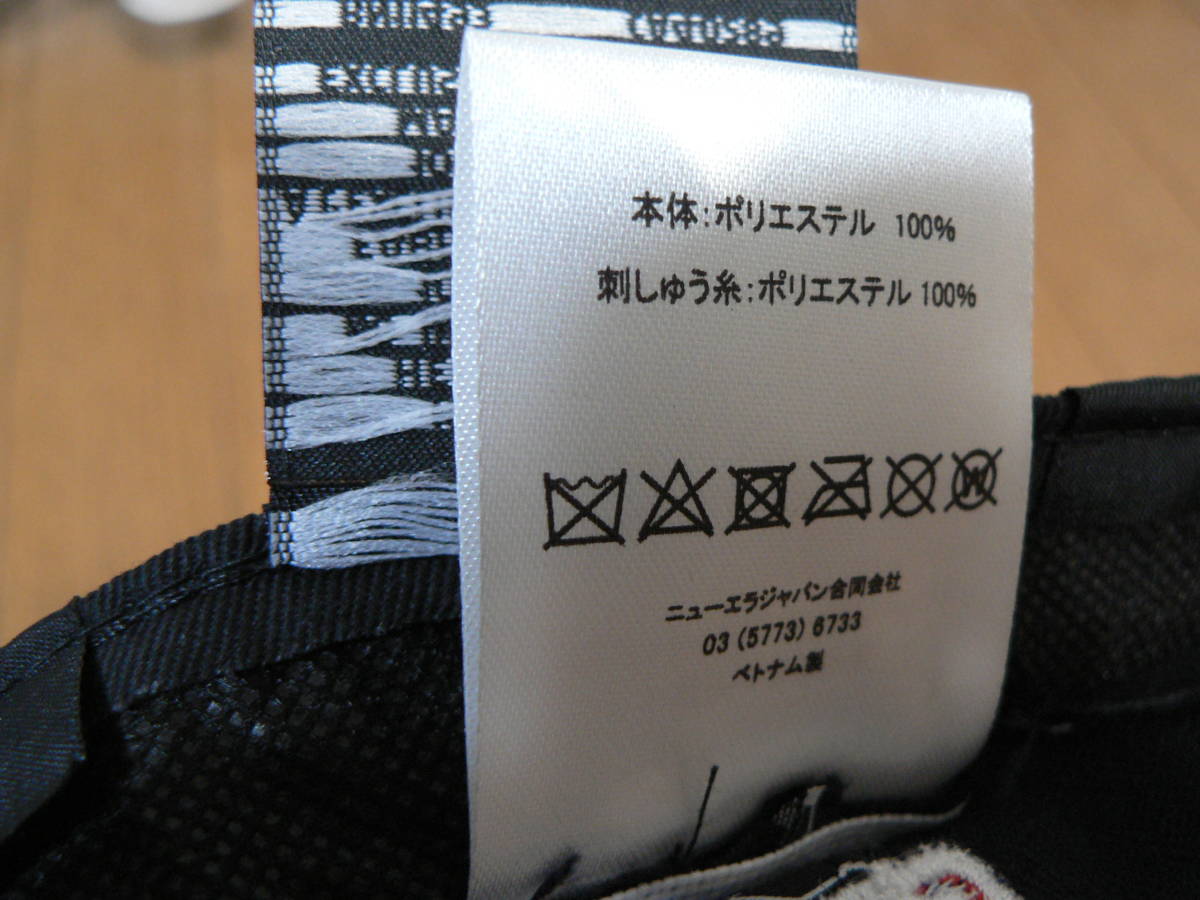 本体:ポリエステル 100%
刺しゅう糸:ポリエステル 100%
W
ニューエラジャパン合同会社
03 (5773) 6733
ベトナム製